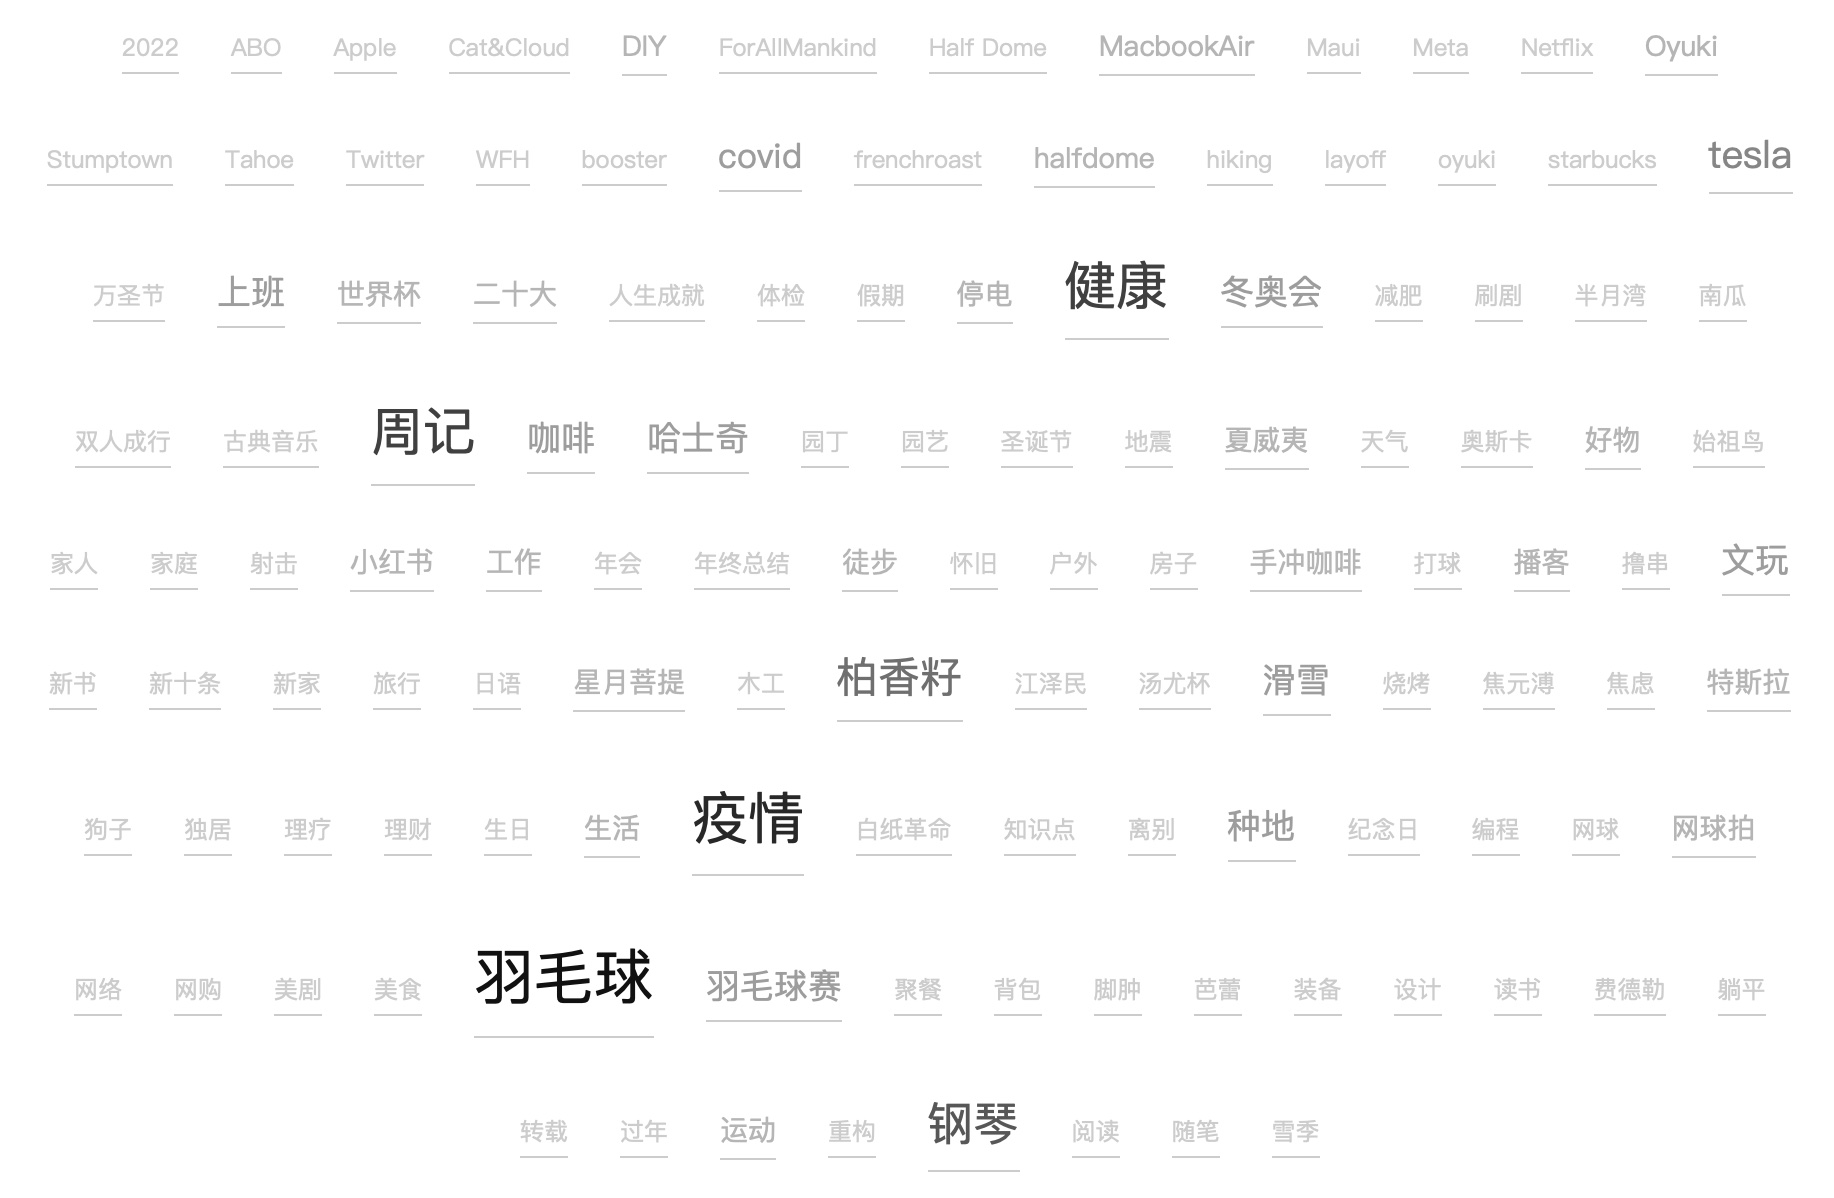 2022 ABO Apple Cat&Cloud DIY ForAllMankind Half Dome MacbookAir Maui Meta Netflix Oyuki
Stumptown Tahoe Twitter WFH booster covid frenchroast halfdome hiking layoff oyuki starbucks tesla
万圣节 上班 世界杯 二十大 人生成就 体检 假期 停电 健康 冬奥会 减肥 刷剧 半月湾 南瓜
双人成行 古典音乐 周记 咖啡 哈士奇 园丁 园艺 圣诞节 地震 夏威夷 天气 奥斯卡 好物 始祖鸟
家人 家庭 射击 小红书 工作 年会 年终总结 徒步 怀旧 户外 房子 手冲咖啡 打球 播客 撸串 文玩
新书 新十条 新家 旅行 日语 星月菩提 木工 柏香籽 江泽民 汤尤杯 滑雪 烧烤 焦元溥 焦虑 特斯拉
狗子 独居 理疗 理财 生日 生活 疫情 白纸革命 知识点 离别 种地 纪念日 编程 网球 网球拍
网络 网购 美剧 美食 羽毛球 羽毛球赛 聚餐 背包 脚肿 芭蕾 装备 设计 读书 费德勒 躺平
转载 过年 运动 重构 钢琴 阅读 随笔 雪季